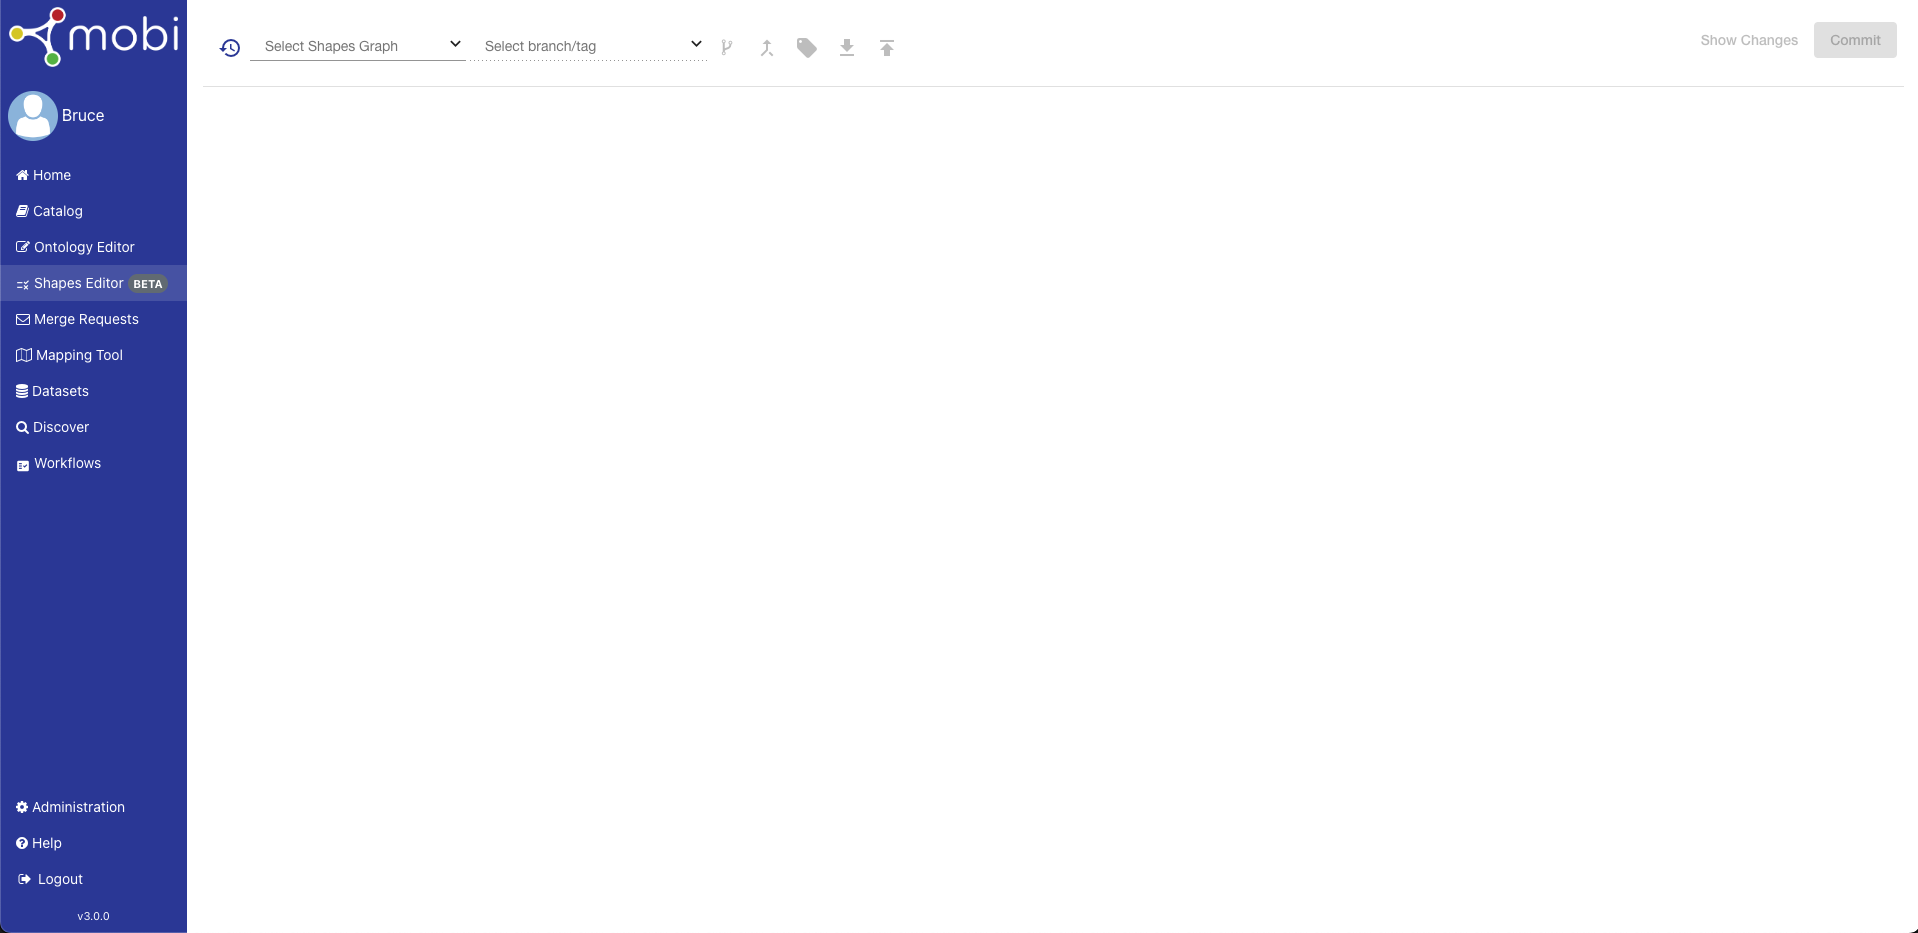 mobi
Bruce
Home
Catalog
Ontology Editor
Shapes Editor BETA
Merge Requests
Mapping Tool
Datasets
Discover
Workflows
Administration
Help
Logout
v3.0.0
Select Shapes Graph
Select branch/tag
Show Changes
Commit